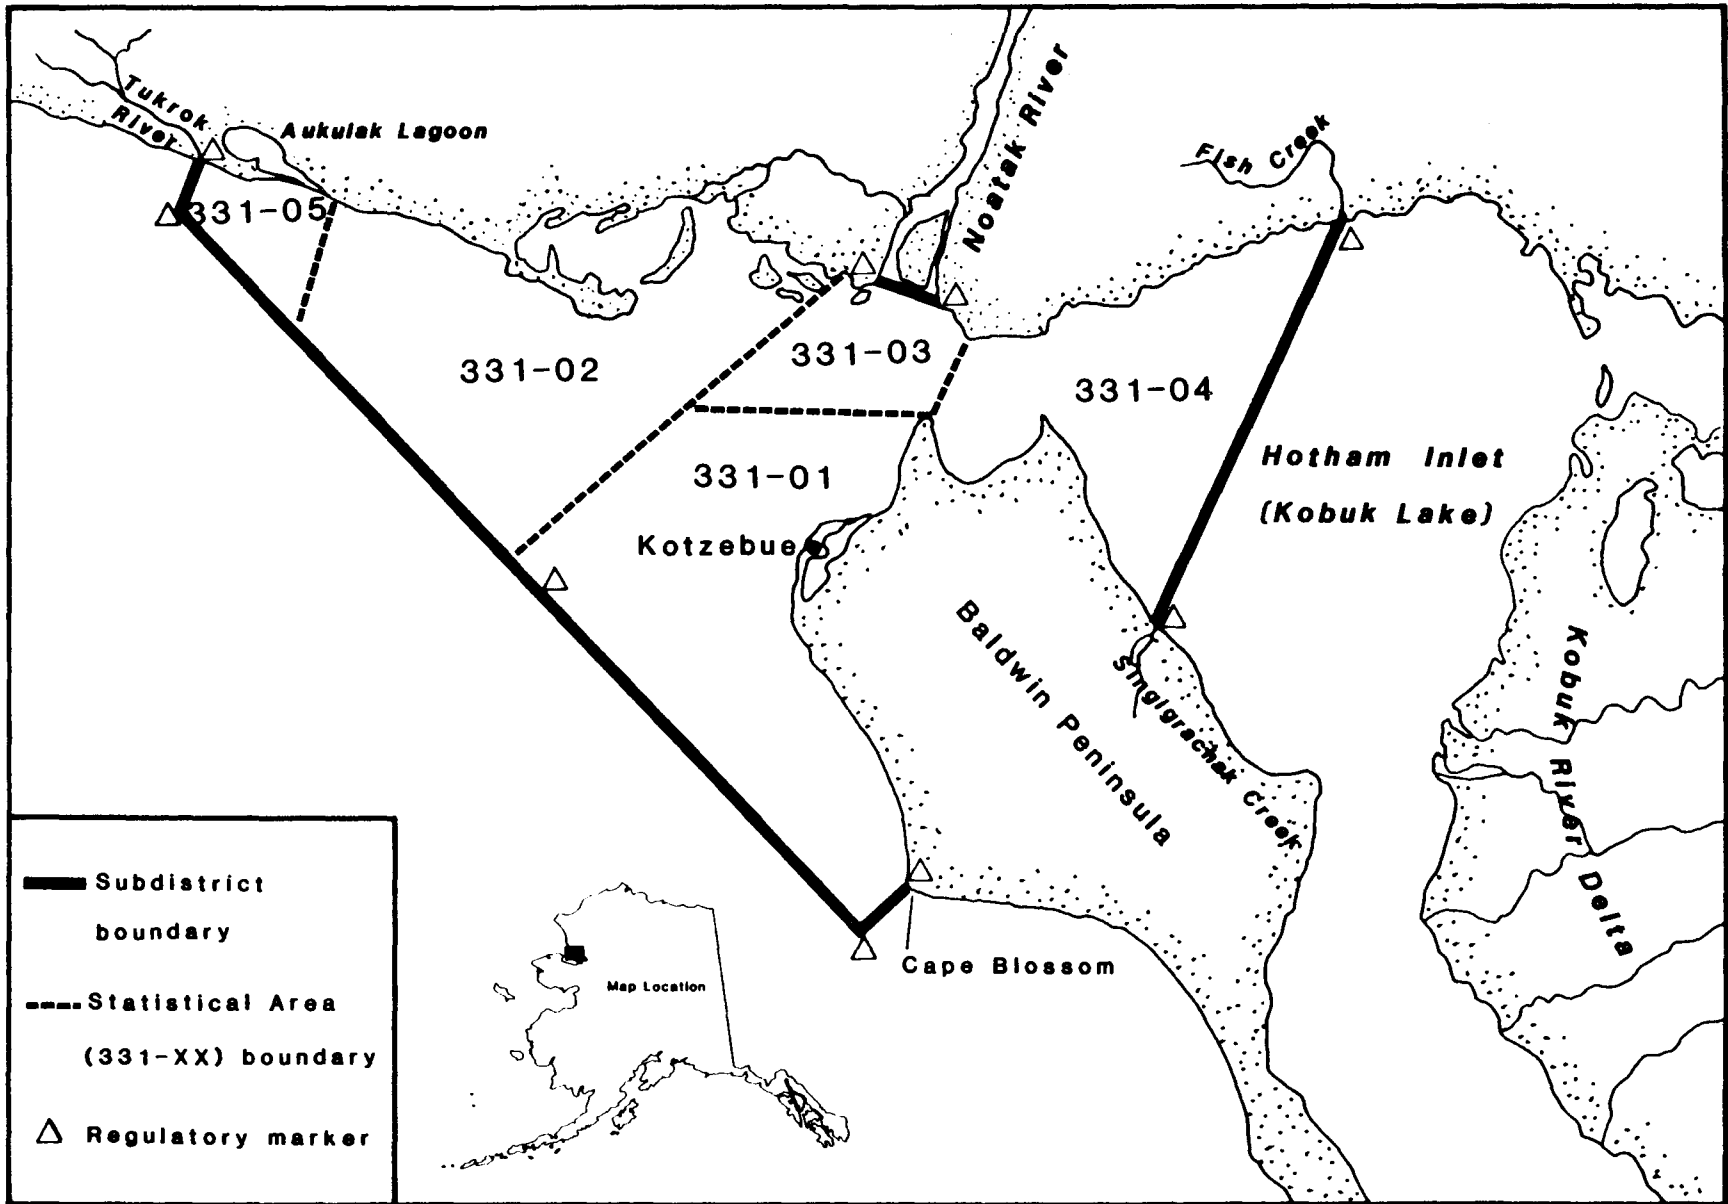 Tukrok
River
Aukulak Lagoon
Noatak River
Fish Creek
331-05
331-02
331-03
331-04
331-01
Hotham Inlet
(Kobuk Lake)
Kotzebue
Baldwin Peninsula
Singigrachak Creek
Kobuk River Delta
Cape Blossom
Map Location
Subdistrict
boundary
Statistical Area
(331-XX) boundary
Regulatory marker